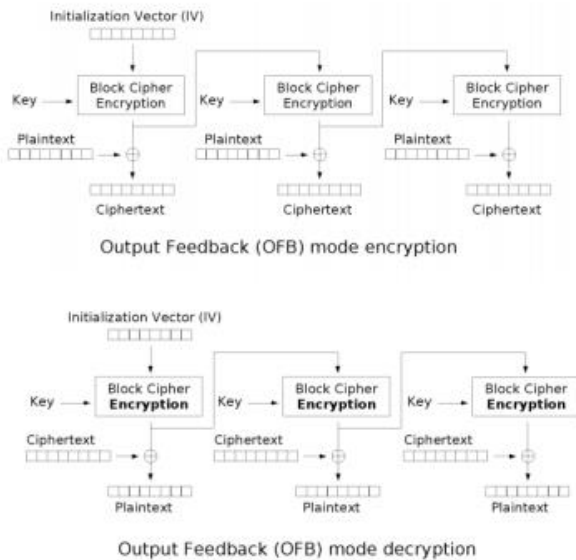 Initialization Vector (IV)
Key
Block Cipher
Encryption
Key
Block Cipher
Encryption
Key
Block Cipher
Encryption
Plaintext
Plaintext
Plaintext
Ciphertext
Ciphertext
Ciphertext
Output Feedback (OFB) mode encryption
Initialization Vector (IV)
Key
Block Cipher
Encryption
Key
Block Cipher
Encryption
Key
Block Cipher
Encryption
Ciphertext
Ciphertext
Ciphertext
Plaintext
Plaintext
Plaintext
Output Feedback (OFB) mode decryption